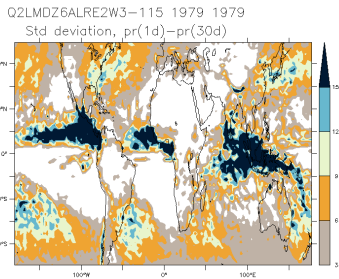 Q2LMDZ6ALRE2W3-115 1979 1979
Std deviation, pr(1d)-pr(30d)
°N
15
°N
12
0°
9
°S
6
°S
3
100°W
0°
100°E